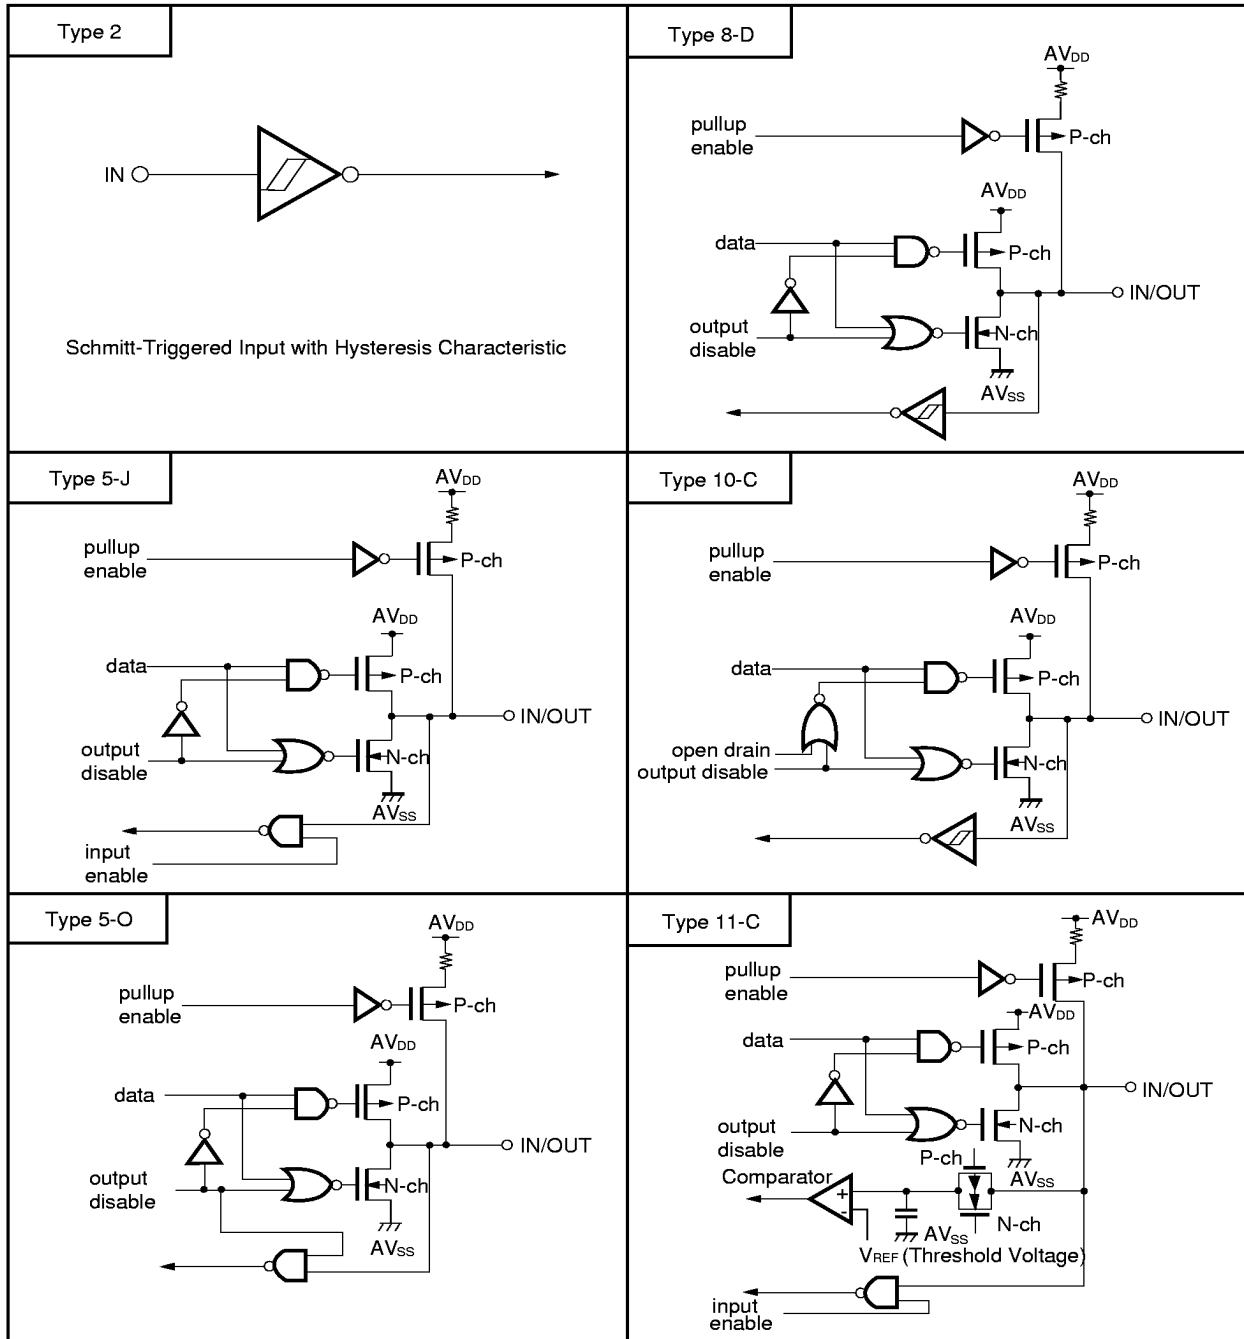 Type 2
IN
Schmitt-Triggered Input with Hysteresis Characteristic
Type 8-D
AVDD
pullup
enable
P-ch
AVDD
data
P-ch
IN/OUT
output
disable
N-ch
AVSS
Type 5-J
AVDD
pullup
enable
P-ch
AVDD
data
P-ch
IN/OUT
output
disable
N-ch
AVSS
input
enable
Type 10-C
AVDD
pullup
enable
P-ch
AVDD
data
P-ch
IN/OUT
open drain
output disable
N-ch
AVSS
Type 5-O
AVDD
pullup
enable
P-ch
AVDD
data
P-ch
IN/OUT
output
disable
N-ch
AVSS
Type 11-C
AVDD
pullup
enable
P-ch
AVDD
data
P-ch
IN/OUT
output
disable
N-ch
P-ch
AVSS
Comparator
+
-
N-ch
AVSS
VREF (Threshold Voltage)
input
enable